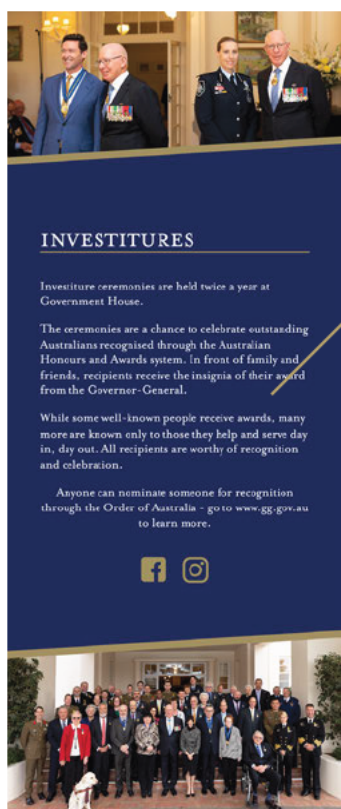 INVESTITURES
Investiture ceremonies are held twice a year at
Government House.
The ceremonies are a chance to celebrate outstanding
Australians recognised through the Australian
Honours and Awards system. In front of family and
friends, recipients receive the insignia of their award
from the Governer-General.
While some well-known people receive awards, many
more are known only to those they help and serve day
in, day out. All recipients are worthy of recognition
and celebration.
Anyone can nominate someone for recognition
through the Order of Australia - go to www.gg.gov.au
to learn more.